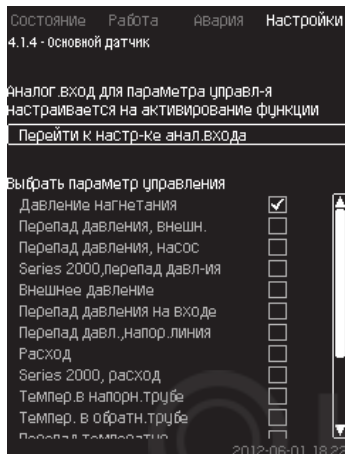 Состояние Работа Авария Настройки
4.1.4 - Основной датчик
Аналог.вход для параметра управл-я
настраивается на активирование функции
Перейти к настр-ке анал.входа
Выбрать параметр управления
Давление нагнетания
Перепад давления, внешн.
Перепад давления, насос
Series 2000,перепад давл-ия
Внешнее давление
Перепад давления на входе
Перепад давл.,напор.линия
Расход
Series 2000, расход
Темпер.в напорн.трубе
Темпер. в обратн.трубе
2012-06-01 18:22